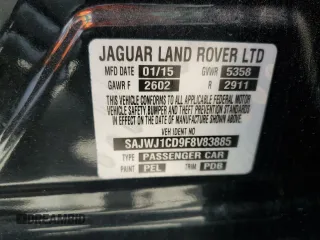 JAGUAR LAND ROVER LTD
MFD DATE 01/15 GVWR 5358
GAWR F 2602 R 2911
THIS VEHICLE CONFORMS TO ALL APPLICABLE FEDERAL MOTOR
VEHICLE SAFETY, BUMPER AND THEFT PREVENTION STANDARDS
IN EFFECT ON THE DATE OF MANUFACTURE SHOWN ABOVE
VEH IDENT NO
SAJWJ1CD9F8V83885
TYPE PASSENGER CAR
PAINT PEL TRIM PDB